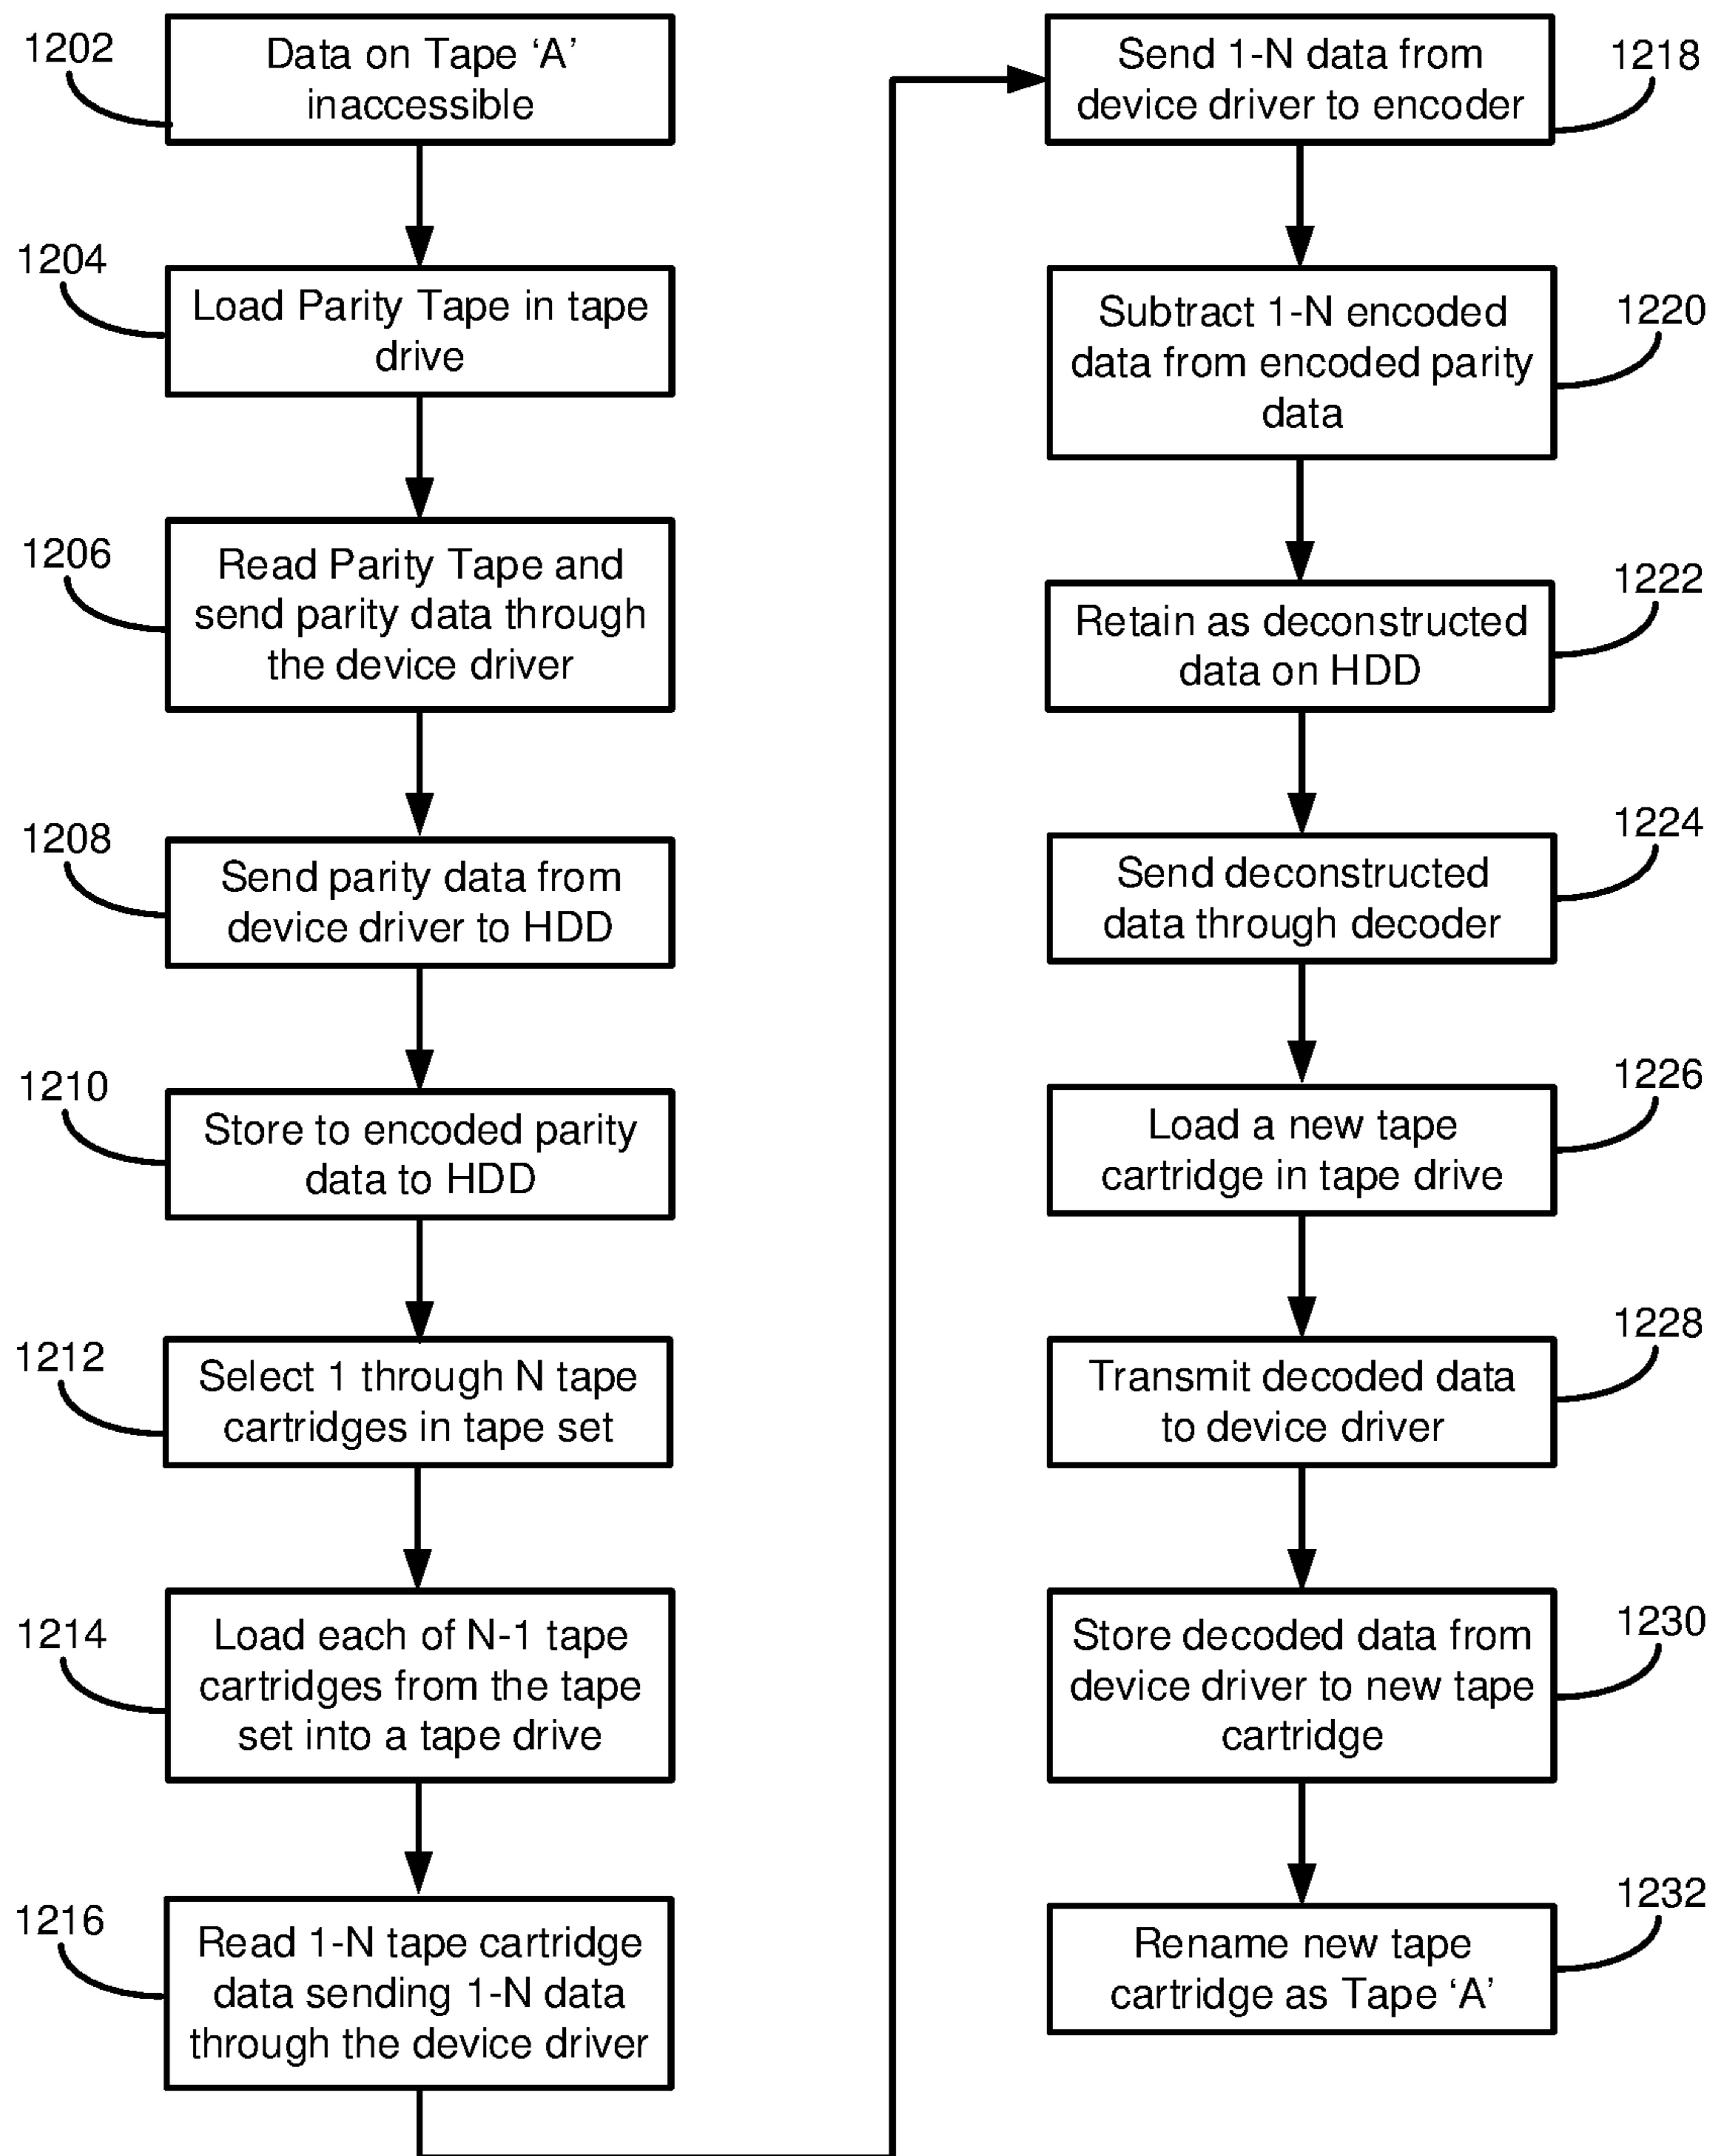 1202
Data on Tape ‘A’
inaccessible
1204
Load Parity Tape in tape
drive
1206
Read Parity Tape and
send parity data through
the device driver
1208
Send parity data from
device driver to HDD
1210
Store to encoded parity
data to HDD
1212
Select 1 through N tape
cartridges in tape set
1214
Load each of N-1 tape
cartridges from the tape
set into a tape drive
1216
Read 1-N tape cartridge
data sending 1-N data
through the device driver
1218
Send 1-N data from
device driver to encoder
1220
Subtract 1-N encoded
data from encoded parity
data
1222
Retain as deconstructed
data on HDD
1224
Send deconstructed
data through decoder
1226
Load a new tape
cartridge in tape drive
1228
Transmit decoded data
to device driver
1230
Store decoded data from
device driver to new tape
cartridge
1232
Rename new tape
cartridge as Tape ‘A’